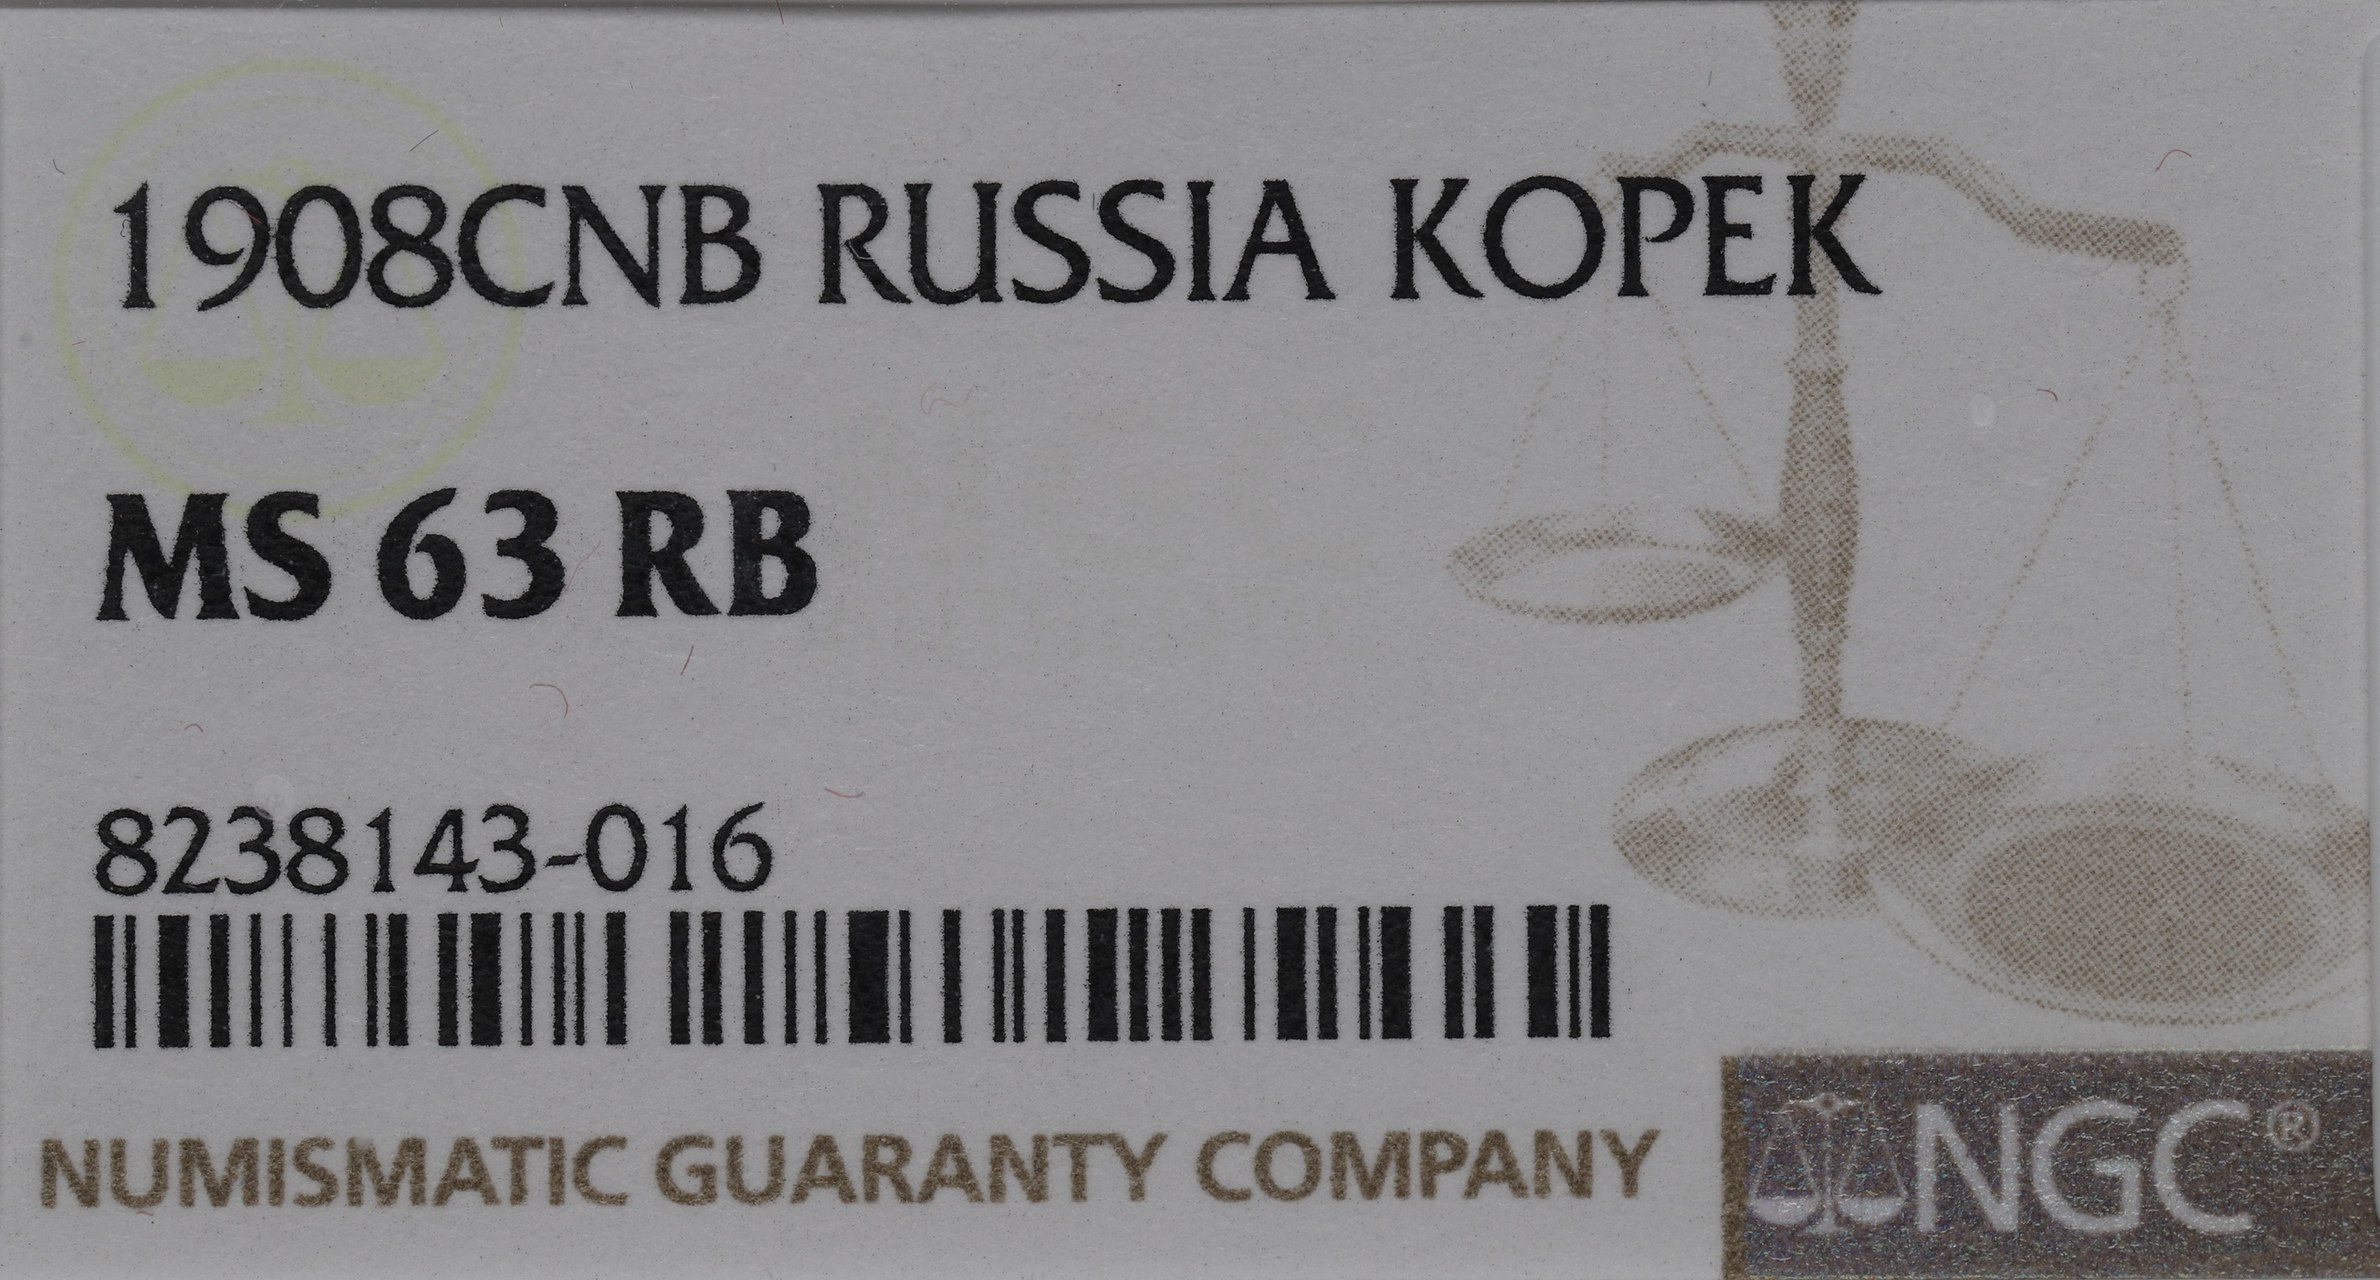 1908CNB RUSSIA KOPEK
MS 63 RB
8238143-016
NUMISMATIC GUARANTY COMPANY
NGC®